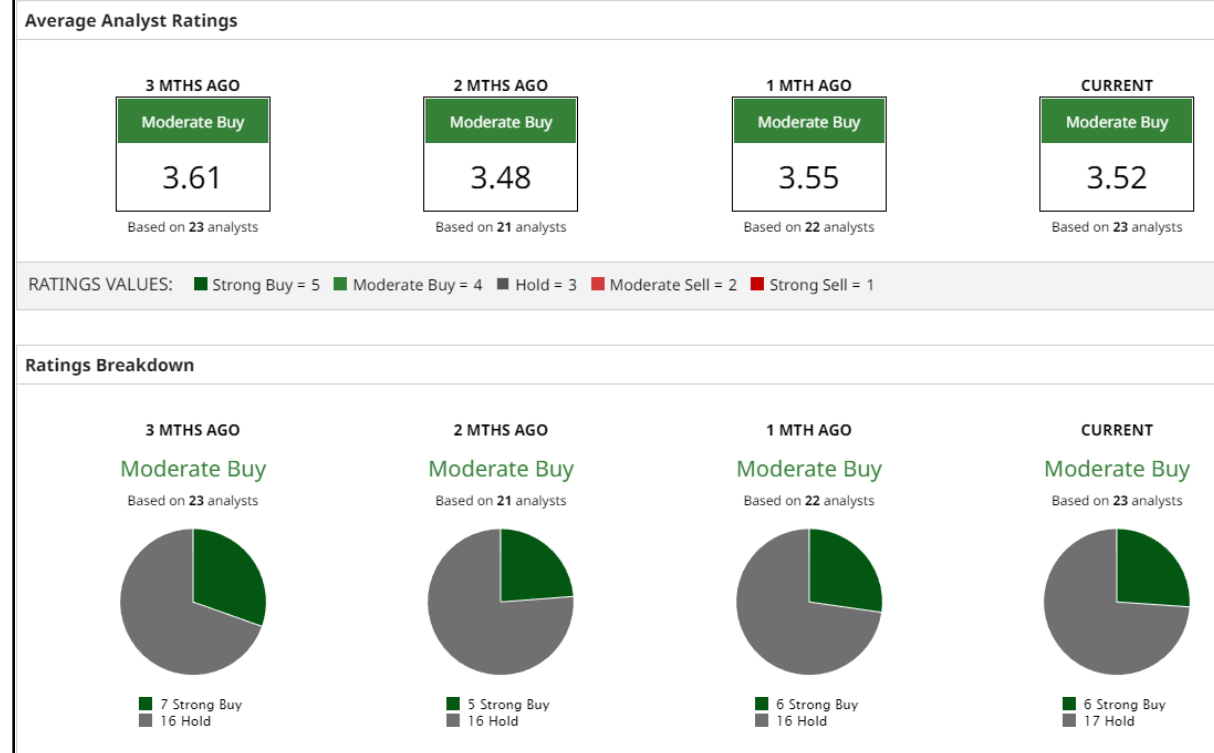 Average Analyst Ratings
3 MTHS AGO 2 MTHS AGO 1 MTH AGO CURRENT
Moderate Buy Moderate Buy Moderate Buy Moderate Buy
3.61 3.48 3.55 3.52
Based on 23 analysts Based on 21 analysts Based on 22 analysts Based on 23 analysts
RATINGS VALUES: Strong Buy = 5 Moderate Buy = 4 Hold = 3 Moderate Sell = 2 Strong Sell = 1
Ratings Breakdown
3 MTHS AGO 2 MTHS AGO 1 MTH AGO CURRENT
Moderate Buy Moderate Buy Moderate Buy Moderate Buy
Based on 23 analysts Based on 21 analysts Based on 22 analysts Based on 23 analysts
7 Strong Buy 5 Strong Buy 6 Strong Buy 6 Strong Buy
16 Hold 16 Hold 16 Hold 17 Hold